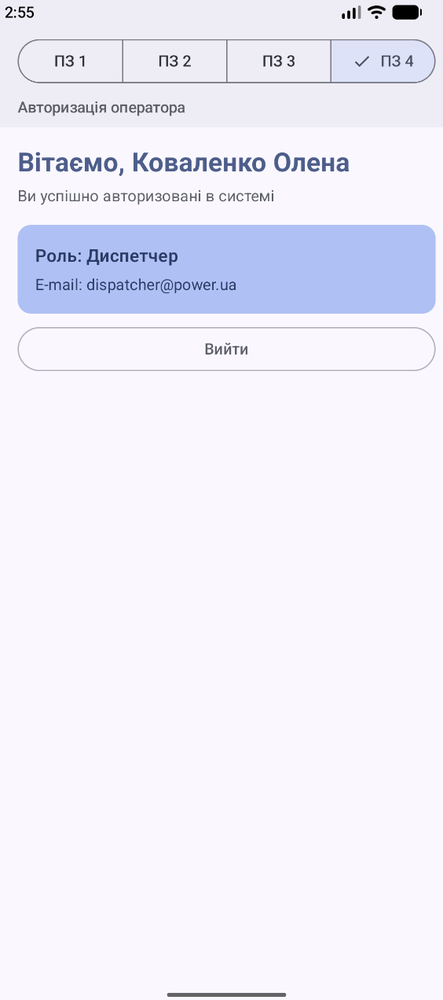 2:55
ПЗ 1 ПЗ 2 ПЗ 3 ПЗ 4
Авторизація оператора
Вітаємо, Коваленко Олена
Ви успішно авторизовані в системі
Роль: Диспетчер
E-mail: dispatcher@power.ua
Вийти